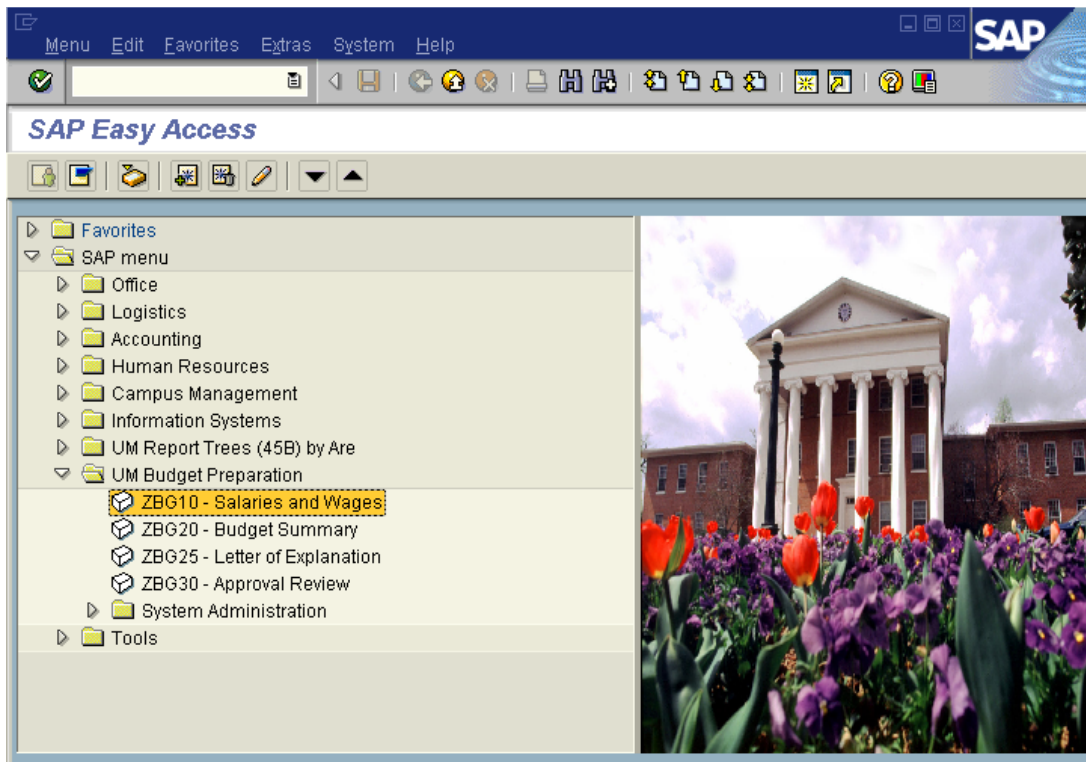 Menu Edit Favorites Extras System Help
SAP
SAP Easy Access
Favorites
SAP menu
Office
Logistics
Accounting
Human Resources
Campus Management
Information Systems
UM Report Trees (45B) by Are
UM Budget Preparation
ZBG10 - Salaries and Wages
ZBG20 - Budget Summary
ZBG25 - Letter of Explanation
ZBG30 - Approval Review
System Administration
Tools